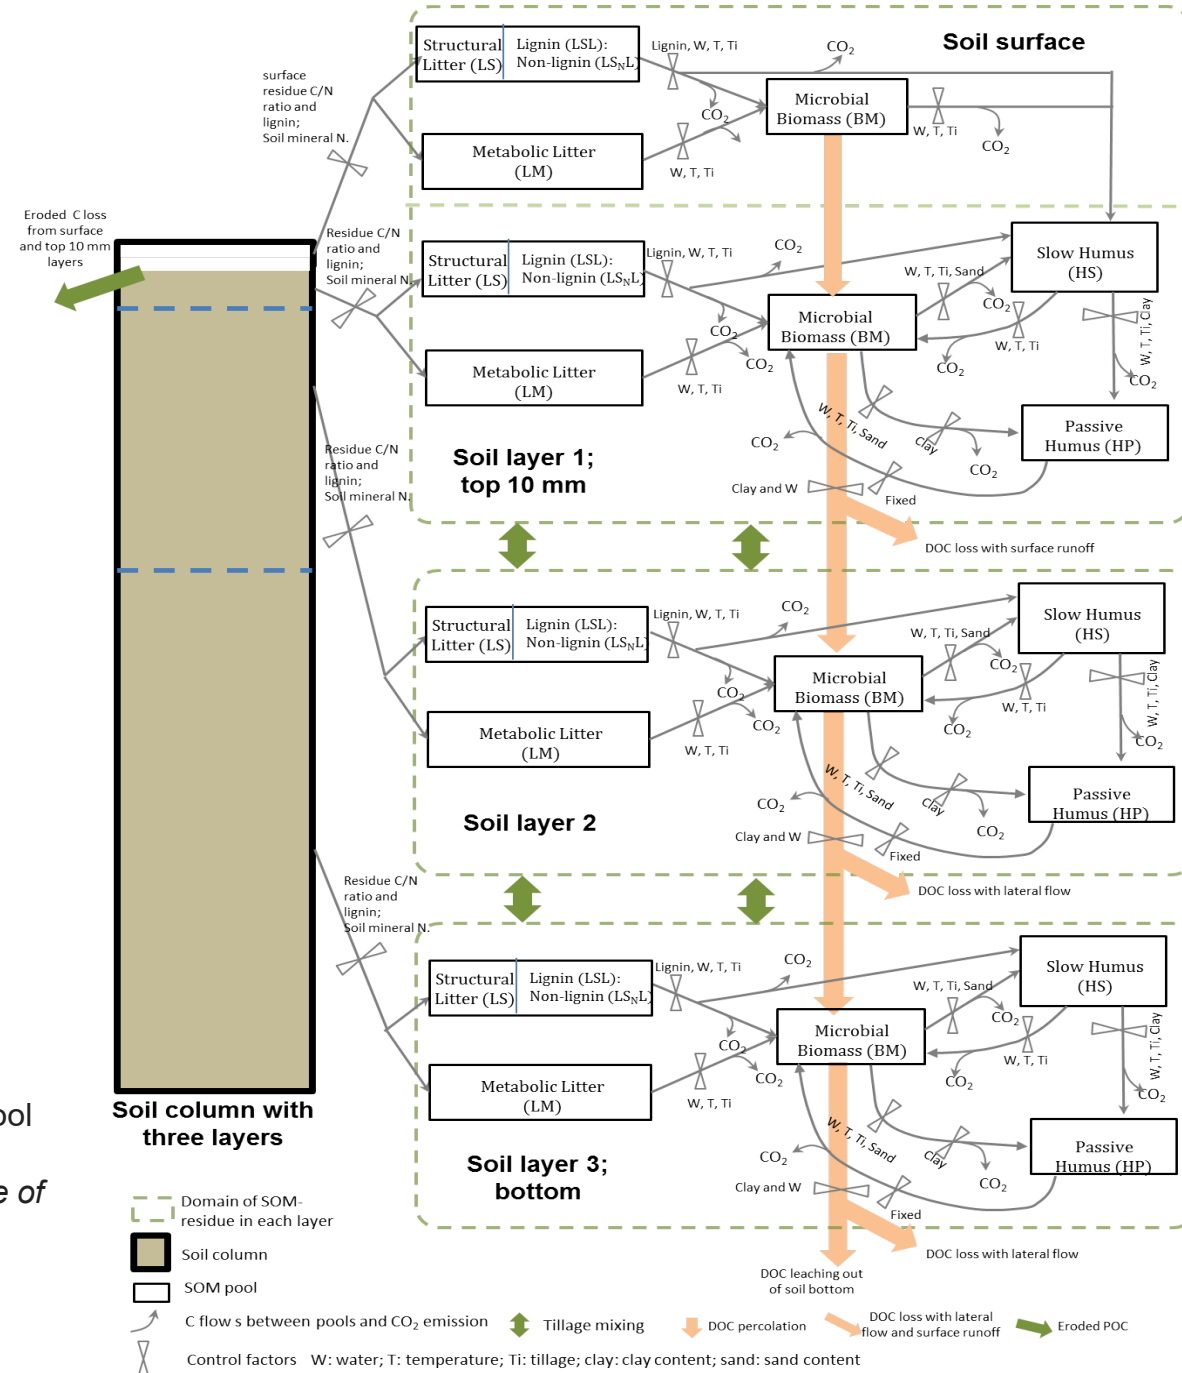 Soil surface
Structural
Litter (LS)
Lignin (LSL):
Non-lignin (LSNL)
Lignin, W, T, Ti
CO2
surface
residue C/N
ratio and
lignin;
Soil mineral N.
CO2
Microbial
Biomass (BM)
W, T, Ti
CO2
Metabolic Litter
(LM)
W, T, Ti
Eroded C loss
from surface
and top 10 mm
layers
Residue C/N
ratio and
lignin;
Soil mineral N.
Structural
Litter (LS)
Lignin (LSL):
Non-lignin (LSNL)
Lignin, W, T, Ti
CO2
Slow Humus
(HS)
W, T, Ti, Sand
CO2
Microbial
Biomass (BM)
CO2
W, T, Ti
CO2
W, T, Ti, Clay
CO2
Metabolic Litter
(LM)
CO2
W, T, Ti
W, T, Ti, Sand
Clay
CO2
CO2
Passive
Humus (HP)
Soil layer 1;
top 10 mm
Clay and W
Fixed
DOC loss with surface runoff
Residue C/N
ratio and
lignin;
Soil mineral N.
Structural
Litter (LS)
Lignin (LSL):
Non-lignin (LSNL)
Lignin, W, T, Ti
CO2
Slow Humus
(HS)
W, T, Ti, Sand
CO2
Microbial
Biomass (BM)
CO2
W, T, Ti
CO2
W, T, Ti, Clay
CO2
Metabolic Litter
(LM)
CO2
W, T, Ti
W, T, Ti, Sand
Clay
CO2
CO2
Passive
Humus (HP)
Soil layer 2
Clay and W
Fixed
DOC loss with lateral flow
Residue C/N
ratio and
lignin;
Soil mineral N.
Structural
Litter (LS)
Lignin (LSL):
Non-lignin (LSNL)
Lignin, W, T, Ti
CO2
Slow Humus
(HS)
W, T, Ti, Sand
CO2
Microbial
Biomass (BM)
CO2
W, T, Ti
CO2
W, T, Ti, Clay
CO2
Metabolic Litter
(LM)
CO2
W, T, Ti
W, T, Ti, Sand
Clay
CO2
CO2
Passive
Humus (HP)
Soil layer 3;
bottom
Clay and W
Fixed
DOC loss with lateral flow
DOC leaching out
of soil bottom
Soil column with
three layers
ool
e of
Domain of SOM-
residue in each layer
Soil column
SOM pool
C flow s between pools and CO2 emission
Tillage mixing
DOC percolation
DOC loss with lateral
flow and surface runoff
Eroded POC
Control factors W: water; T: temperature; Ti: tillage; clay: clay content; sand: sand content